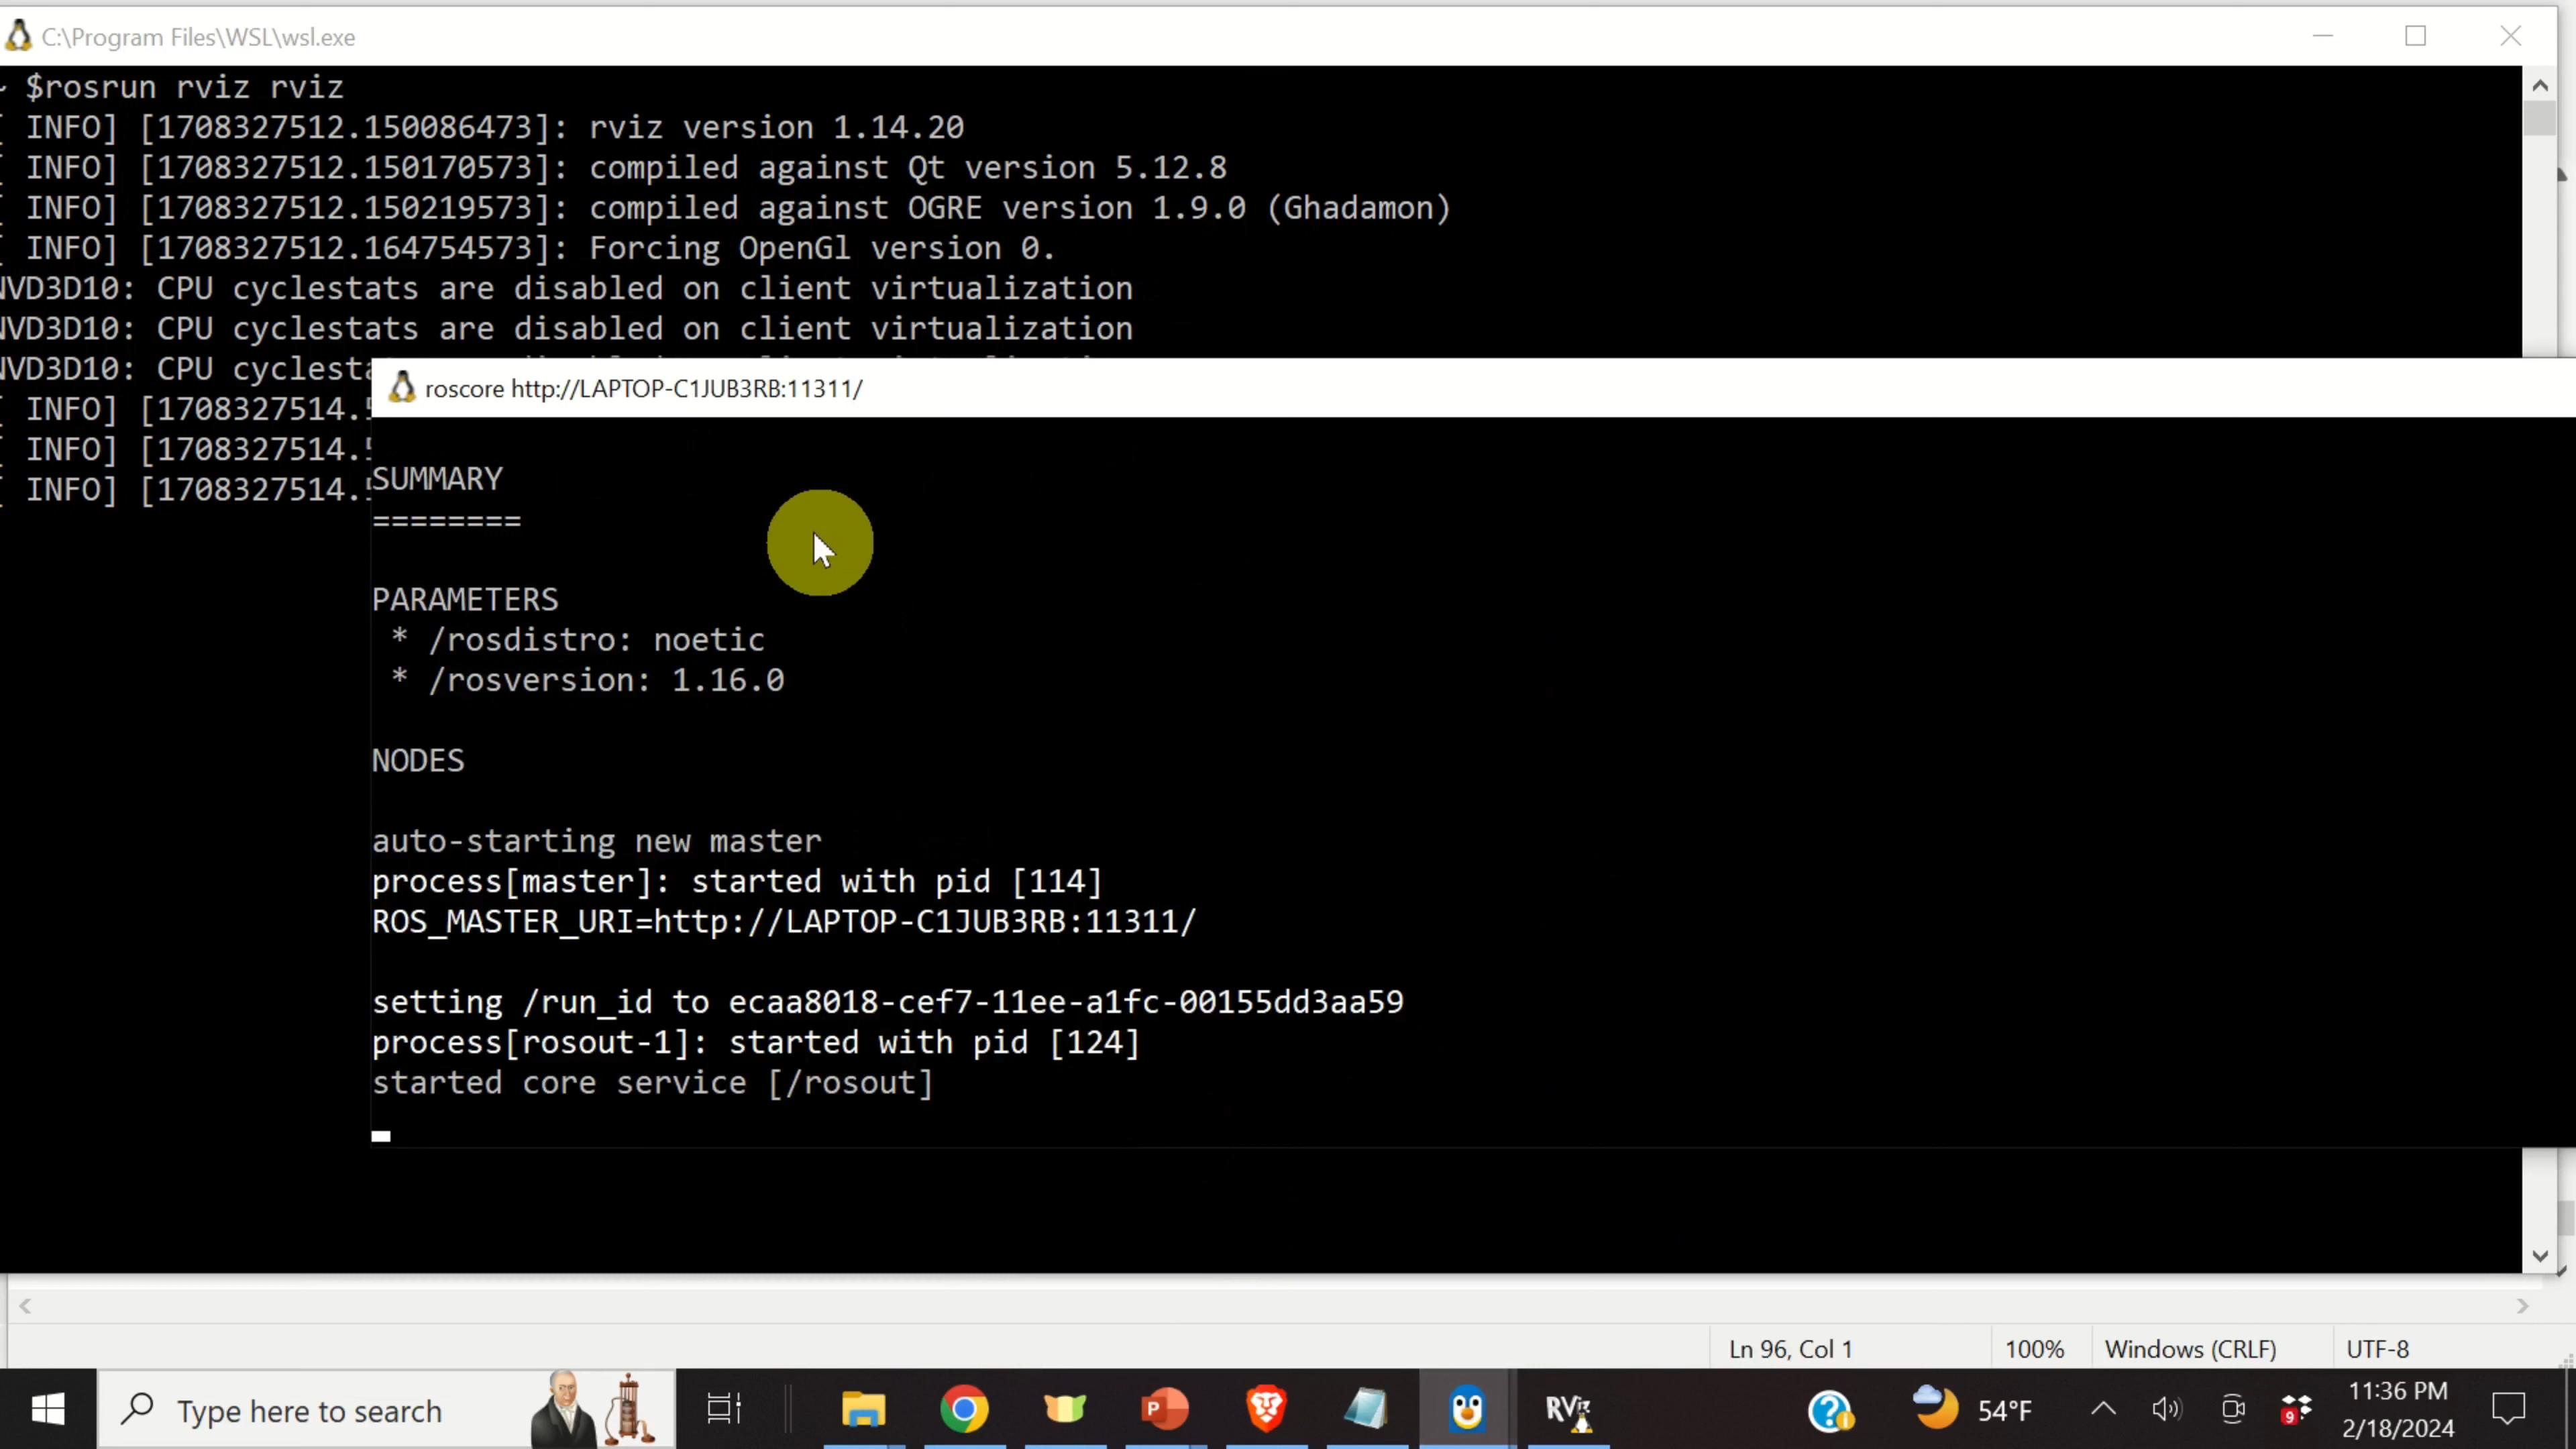 C:\Program Files\WSL\wsl.exe
$rosrun rviz rviz
INFO] [1708327512.150086473]: rviz version 1.14.20
INFO] [1708327512.150170573]: compiled against Qt version 5.12.8
INFO] [1708327512.150219573]: compiled against OGRE version 1.9.0 (Ghadamon)
INFO] [1708327512.164754573]: Forcing OpenGl version 0.
NVD3D10: CPU cyclestats are disabled on client virtualization
NVD3D10: CPU cyclestats are disabled on client virtualization
NVD3D10: CPU cyclest
INFO] [1708327514.
INFO] [1708327514.
INFO] [1708327514.
roscore http://LAPTOP-C1JUB3RB:11311/
SUMMARY
========
PARAMETERS
* /rosdistro: noetic
* /rosversion: 1.16.0
NODES
auto-starting new master
process[master]: started with pid [114]
ROS_MASTER_URI=http://LAPTOP-C1JUB3RB:11311/
setting /run_id to ecaa8018-cef7-11ee-a1fc-00155dd3aa59
process[rosout-1]: started with pid [124]
started core service [/rosout]
Ln 96, Col 1
100%
Windows (CRLF)
UTF-8
Type here to search
P
RViz
54°F
9
11:36 PM
2/18/2024